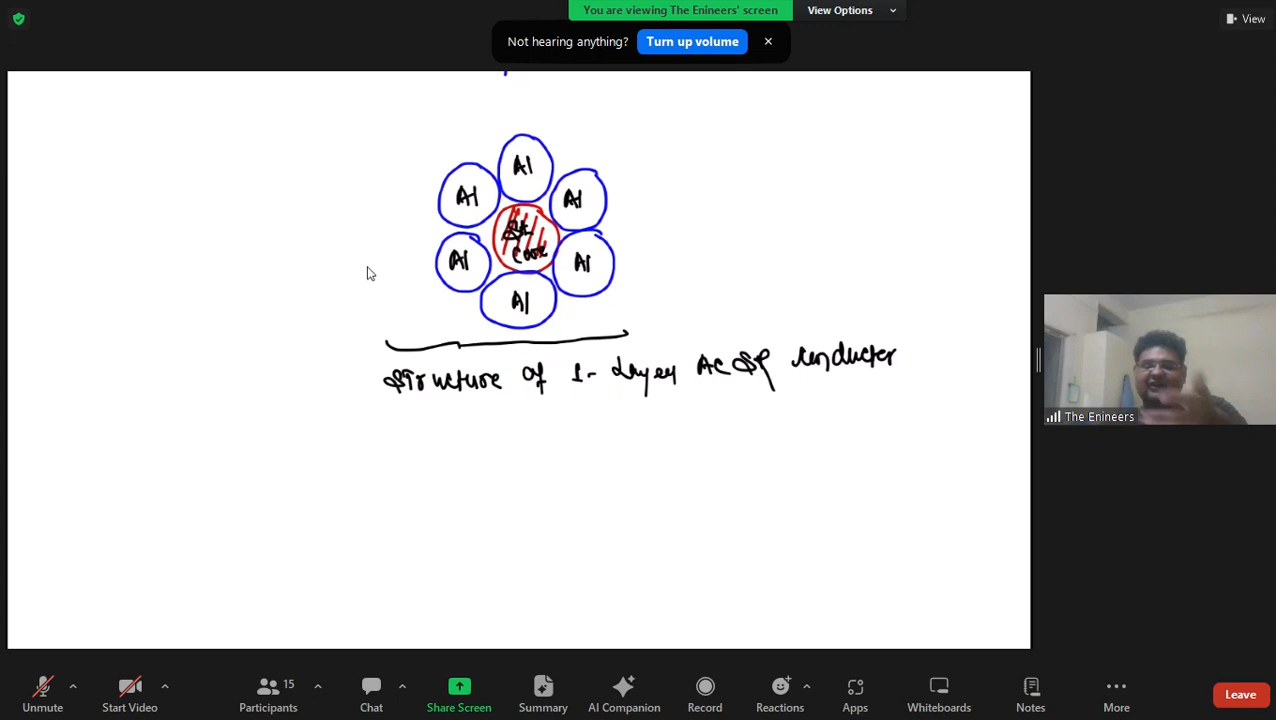 You are viewing The Enineers' screen
View Options
View
Not hearing anything?
Turn up volume
Al
Al
Al
St.
Core
Al
Al
Al
Structure of 1-Layer ACSR conductor
The Enineers
15
Unmute
Start Video
Participants
Chat
Share Screen
Summary
AI Companion
Record
Reactions
Apps
Whiteboards
Notes
More
Leave